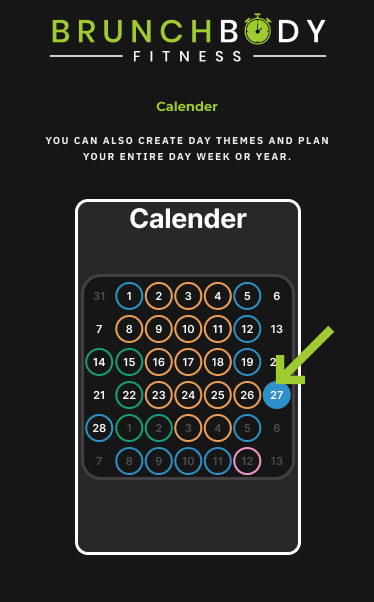 BRUNCHBODY
FITNESS
Calender
YOU CAN ALSO CREATE DAY THEMES AND PLAN
YOUR ENTIRE DAY WEEK OR YEAR.
Calender
31 1 2 3 4 5 6
7 8 9 10 11 12 13
14 15 16 17 18 19
21 22 23 24 25 26 27
28 1 2 3 4 5 6
7 8 9 10 11 12 13